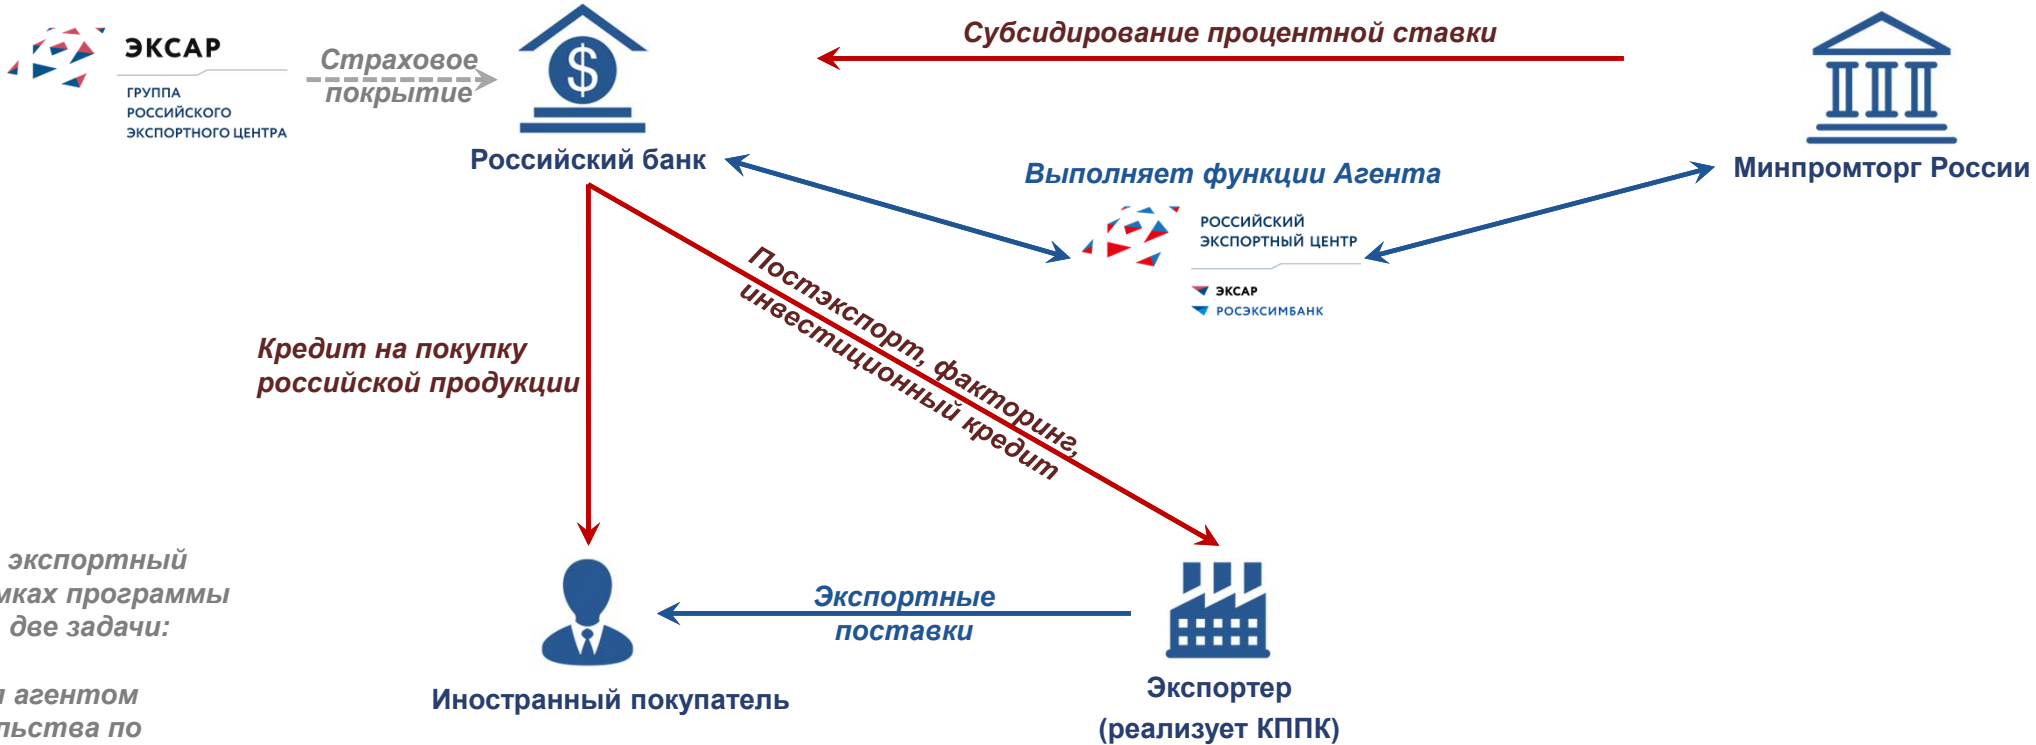 ЭКСАР
ГРУППА
РОССИЙСКОГО
ЭКСПОРТНОГО ЦЕНТРА
Страховое
покрытие
Российский банк
Субсидирование процентной ставки
Минпромторг России
Выполняет функции Агента
РОССИЙСКИЙ
ЭКСПОРТНЫЙ ЦЕНТР
ЭКСАР
РОСЭКСИМБАНК
Кредит на покупку
российской продукции
Постэкспорт, факторинг,
инвестиционный кредит
экспортный
программы
две задачи:
агентом
по
Экспортные
поставки
Иностранный покупатель
Экспортер
(реализует КППК)